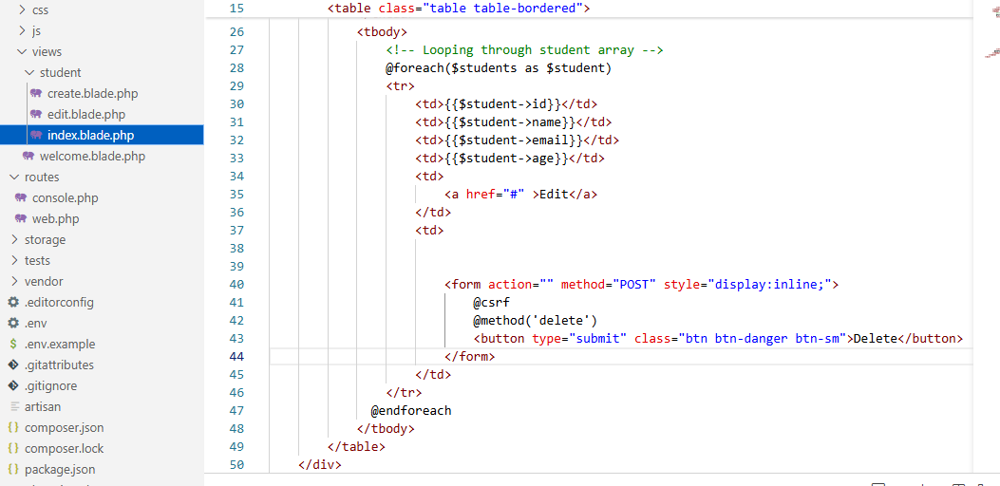 css
js
views
student
create.blade.php
edit.blade.php
index.blade.php
welcome.blade.php
routes
console.php
web.php
storage
tests
vendor
.editorconfig
.env
$ .env.example
.gitattributes
.gitignore
artisan
{} composer.json
{} composer.lock
{} package.json
15 <table class="table table-bordered">
26 <tbody>
27 <!-- Looping through student array -->
28 @foreach($students as $student)
29 <tr>
30 <td>{{$student->id}}</td>
31 <td>{{$student->name}}</td>
32 <td>{{$student->email}}</td>
33 <td>{{$student->age}}</td>
34 <td>
35 <a href="#" >Edit</a>
36 </td>
37 <td>
38
39
40 <form action="" method="POST" style="display:inline;">
41 @csrf
42 @method('delete')
43 <button type="submit" class="btn btn-danger btn-sm">Delete</button>
44 </form>
45 </td>
46 </tr>
47 @endforeach
48 </tbody>
49 </table>
50 </div>